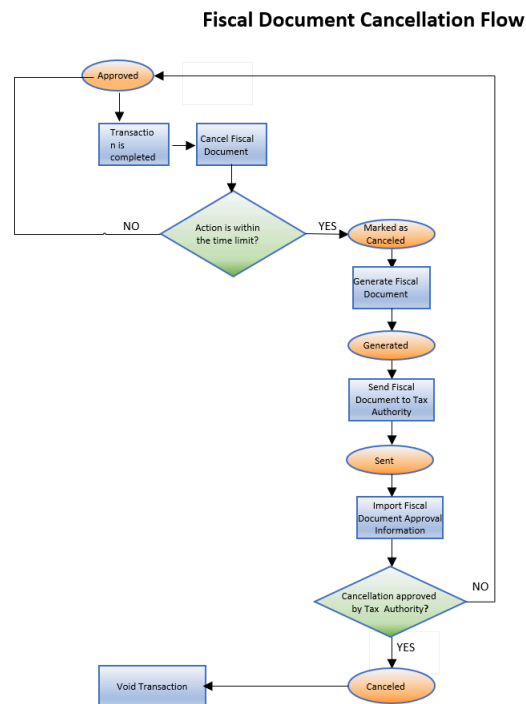 Fiscal Document Cancellation Flow
Approved
Transactio
n is
completed
Cancel Fiscal
Document
NO
Action is within
the time limit?
YES
Marked as
Canceled
Generate Fiscal
Document
Generated
Send Fiscal
Document to Tax
Authority
Sent
Import Fiscal
Document Approval
Information
Cancellation approved
by Tax Authority?
NO
YES
Void Transaction
Canceled